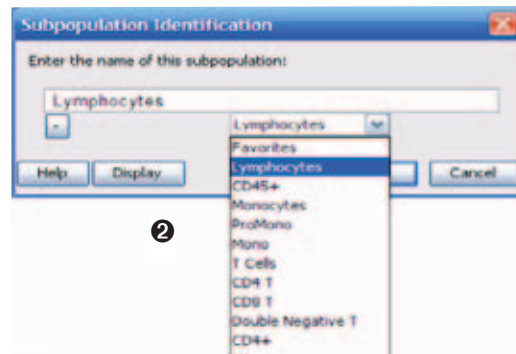 Subpopulation Identification
Enter the name of this subpopulation:
Lymphocytes
- Lymphocytes
Favorites
Help Display Lymphocytes Cancel
CD45+
Monocytes
ProMono
Mono
2
T Cells
CD4 T
CD8 T
Double Negative T
CD4+